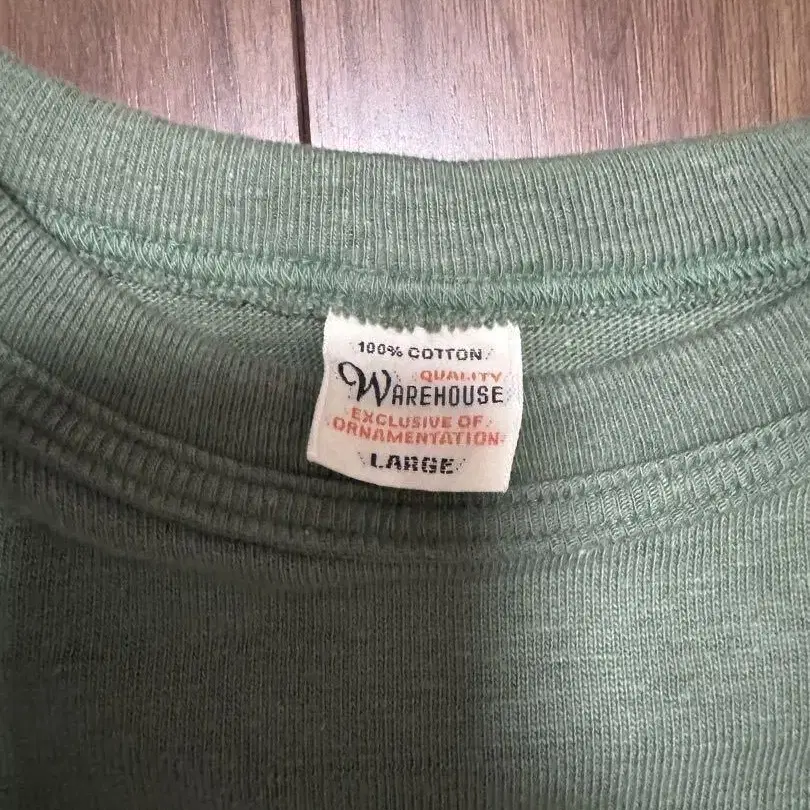 100% COTTON
QUALITY
WAREHOUSE
EXCLUSIVE OF
ORNAMENTATION
LARGE